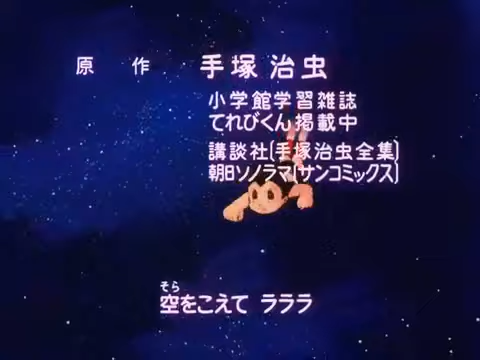 原 作 手塚治虫
小学館学習雑誌
てれびくん掲載中
講談社(手塚治虫全集)
朝日ソノラマ(サンコミックス)
そら
空をこえて ラララ